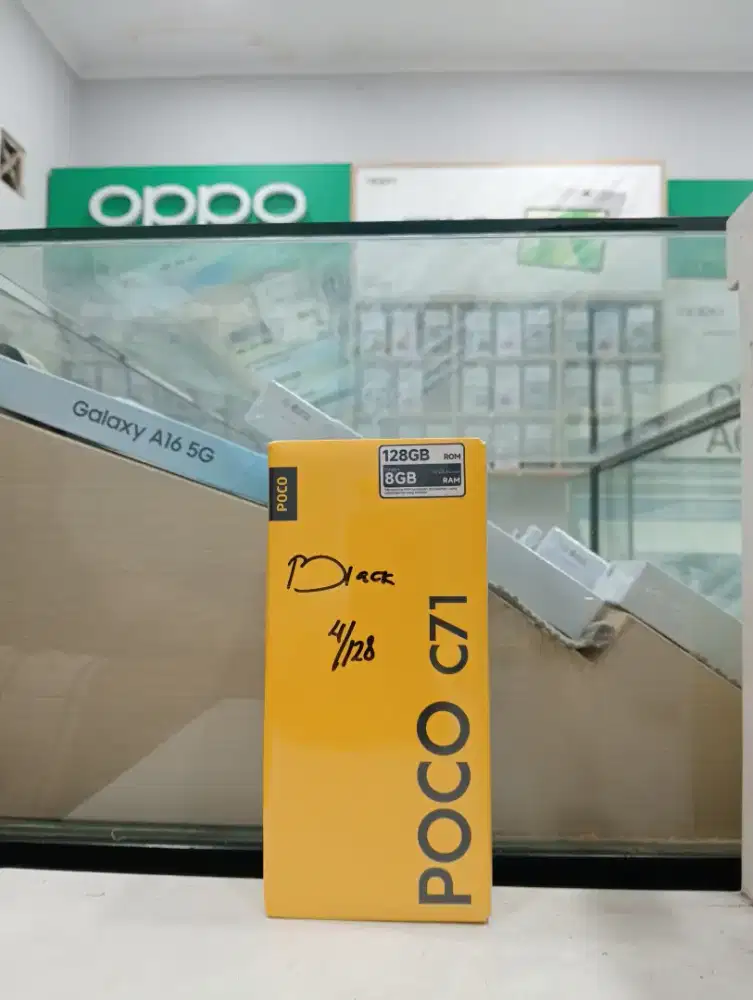 oppo
Galaxy A16 5G
POCO
128GB ROM
8GB RAM
Black
4/128
POCO C71